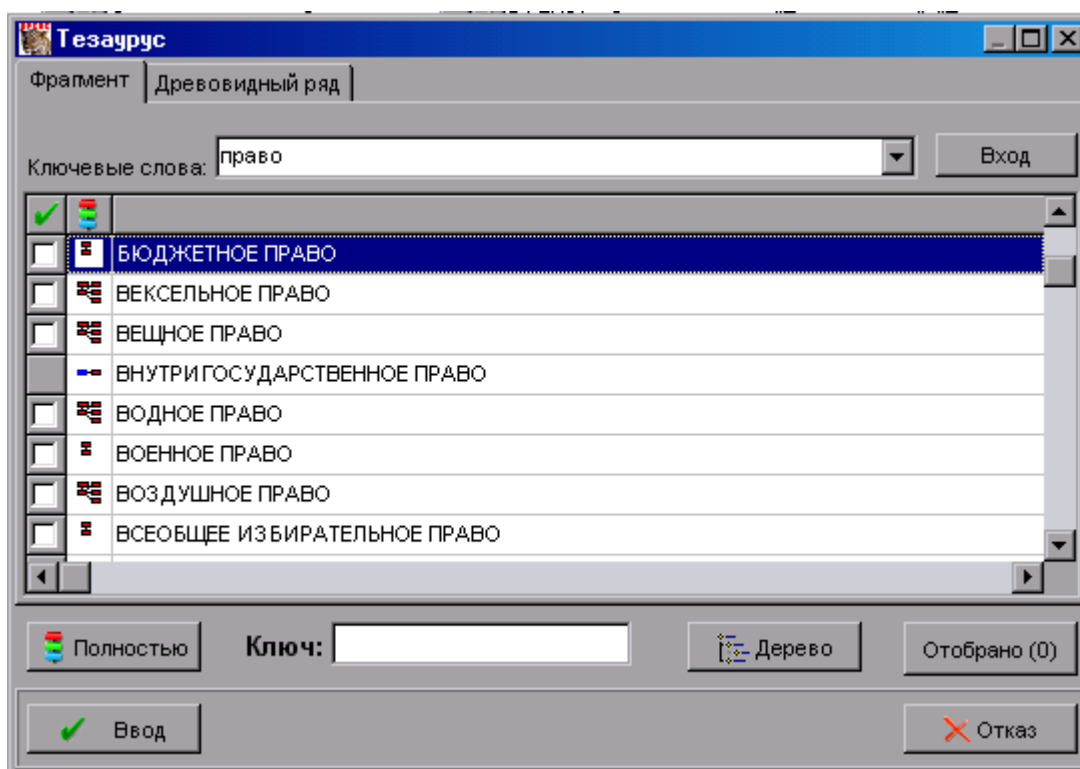 Тезаурус
Фрагмент
Древовидный ряд
Ключевые слова:
право
Вход
БЮДЖЕТНОЕ ПРАВО
ВЕКСЕЛЬНОЕ ПРАВО
ВЕЩНОЕ ПРАВО
ВНУТРИГОСУДАРСТВЕННОЕ ПРАВО
ВОДНОЕ ПРАВО
ВОЕННОЕ ПРАВО
ВОЗДУШНОЕ ПРАВО
ВСЕОБЩЕЕ ИЗБИРАТЕЛЬНОЕ ПРАВО
Полностью
Ключ:
Дерево
Отобрано (0)
Ввод
Отказ